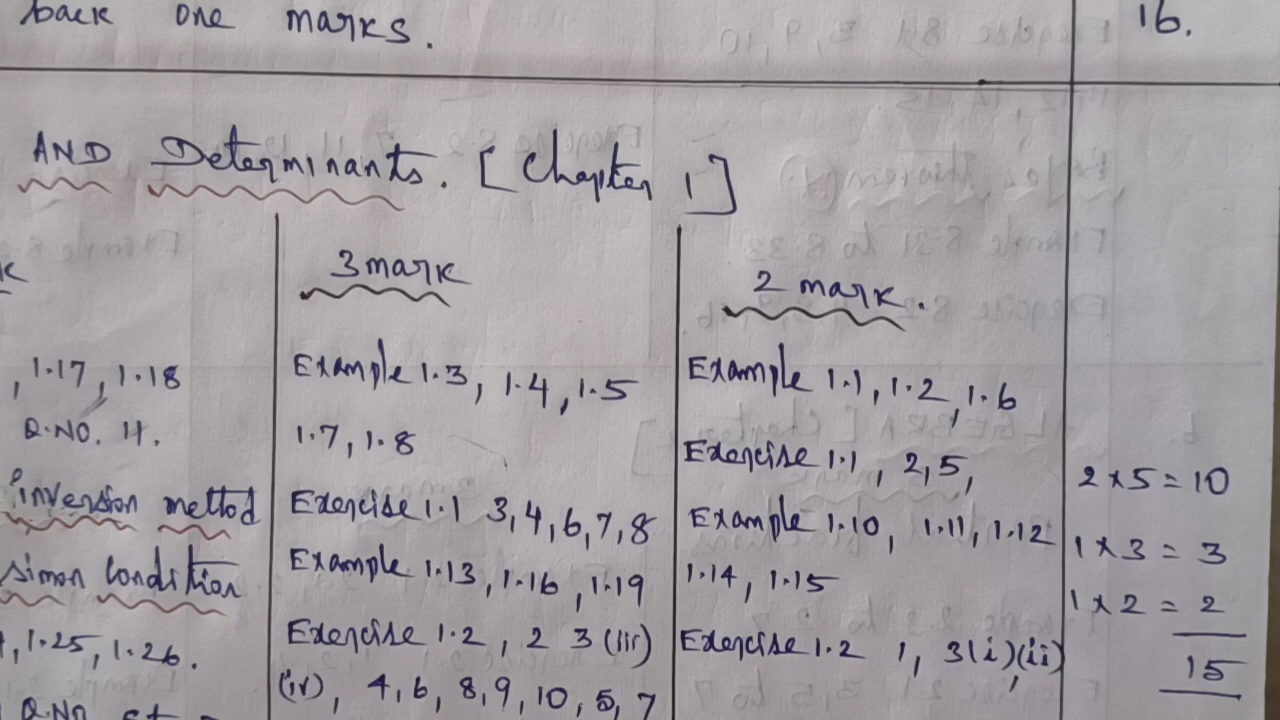 back one marks.
16.
AND Determinants. [Chapter 1]
3 mark
2 mark.
, 1.17, 1.18
Q.NO. 11.
inversion method
simon Condition
1.25, 1.26.
Q.NO
Example 1.3, 1.4, 1.5
1.7, 1.8
Exercise 1.1 3, 4, 6, 7, 8
Example 1.13, 1.16, 1.19
Exercise 1.2, 2 3 (iii)
(iv), 4, 6, 8, 9, 10, 5, 7
Example 1.1, 1.2, 1.6
Exercise 1.1, 2, 5,
Example 1.10, 1.11, 1.12
1.14, 1.15
Exercise 1.2 1, 3(i),(ii)
2 x 5 = 10
1 x 3 = 3
1 x 2 = 2
15